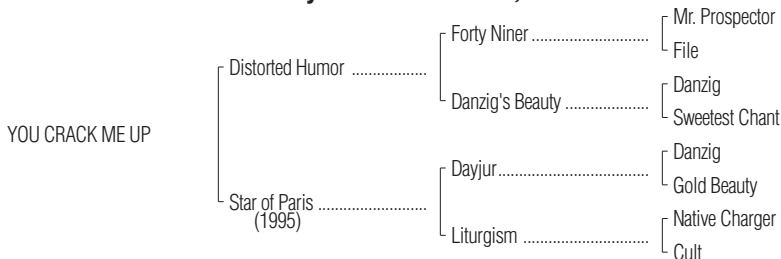 Mr. Prospector
Forty Niner ............................
File
Distorted Humor ..................
Danzig
Danzig's Beauty ....................
Sweetest Chant
YOU CRACK ME UP
Danzig
Dayjur....................................
Gold Beauty
Star of Paris ..........................
(1995)
Native Charger
Liturgism ..............................
Cult